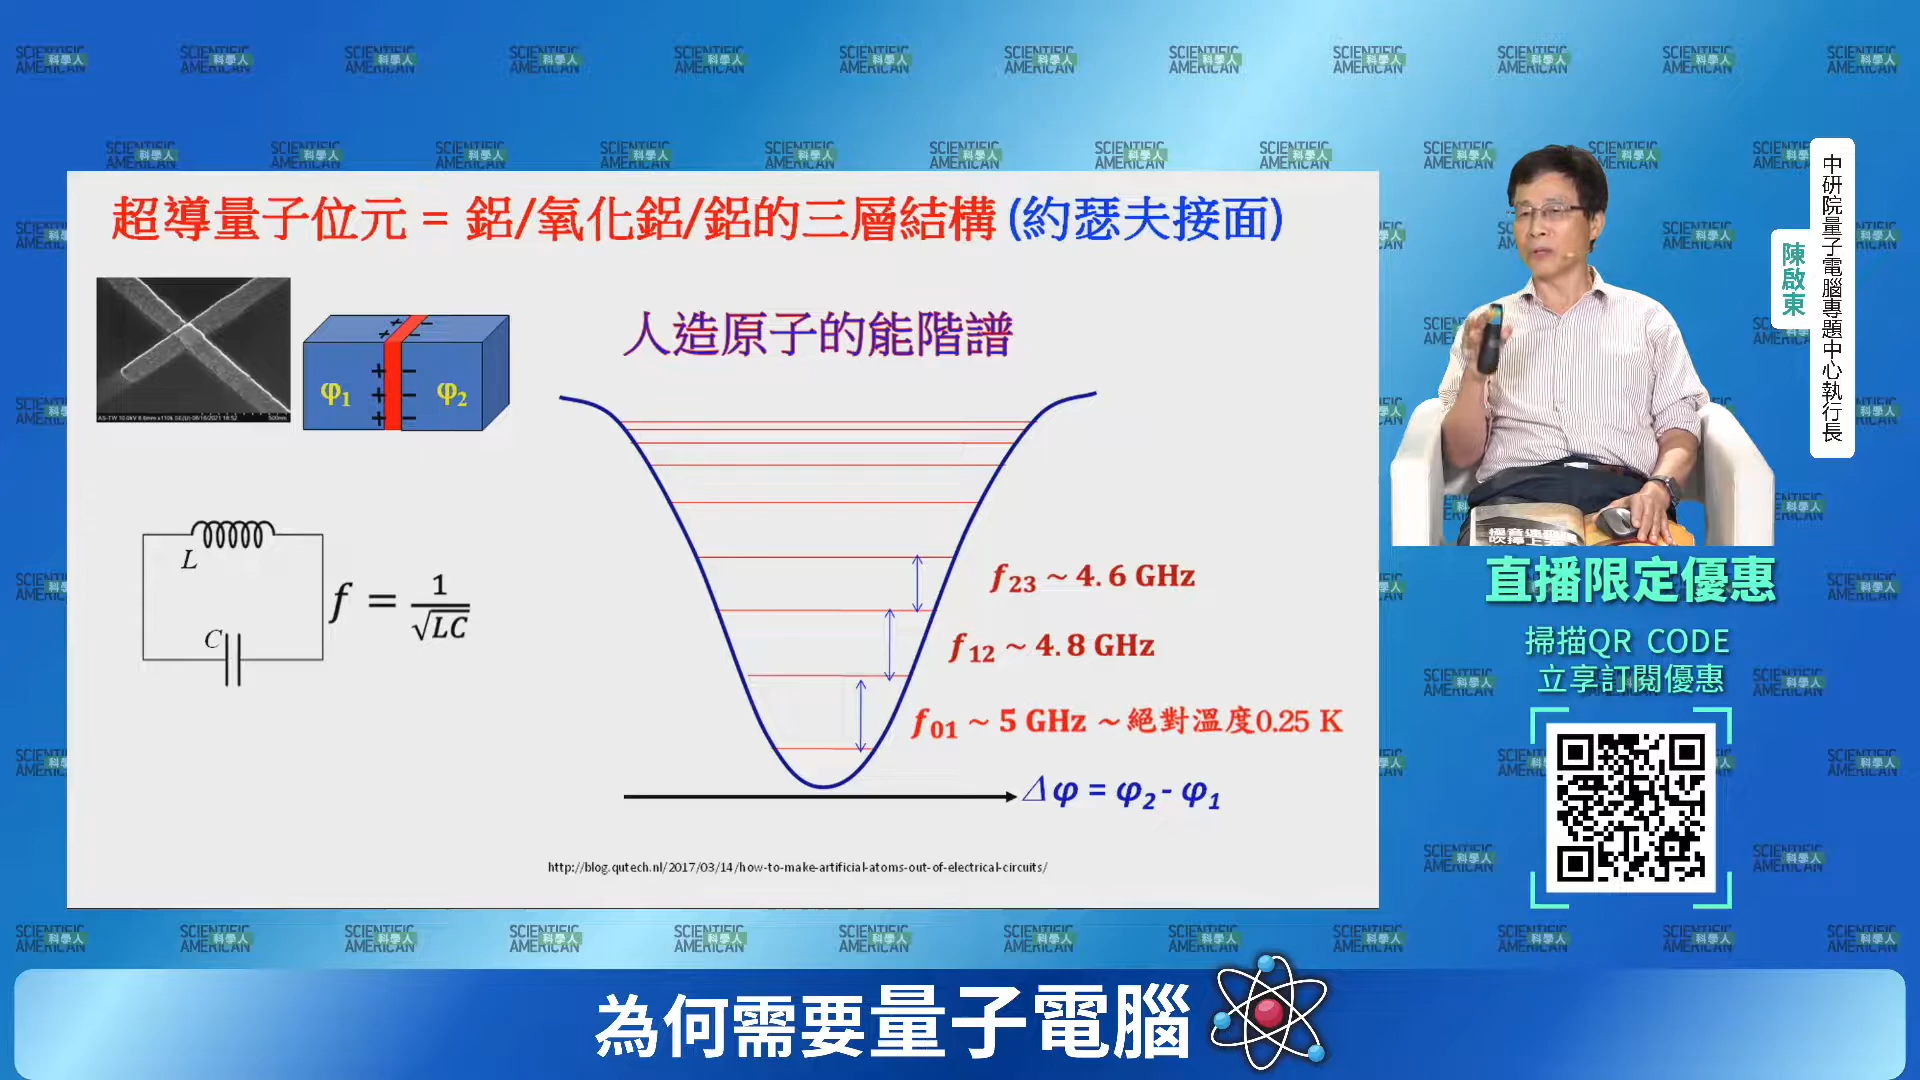 SCIENTIFIC AMERICAN 科學人
超導量子位元 = 鋁/氧化鋁/鋁的三層結構 (約瑟夫接面)
人造原子的能階譜
φ1
φ2
+ + +
− − −
500nm
L
C
f = 1/√LC
f23 ~ 4.6 GHz
f12 ~ 4.8 GHz
f01 ~ 5 GHz ~ 絕對溫度0.25 K
Δφ = φ2 - φ1
http://blog.qutech.nl/2017/03/14/how-to-make-artificial-atoms-out-of-electrical-circuits/
中研院量子電腦專題中心執行長
陳啟東
直播限定優惠
掃描QR CODE
立享訂閱優惠
為何需要量子電腦